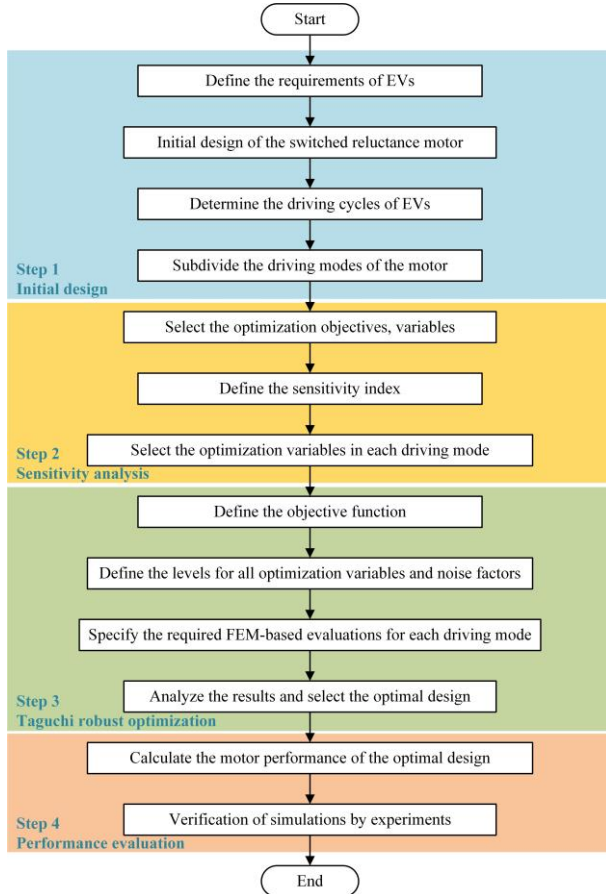 Start
Define the requirements of EVs
Initial design of the switched reluctance motor
Determine the driving cycles of EVs
Subdivide the driving modes of the motor
Step 1
Initial design
Select the optimization objectives, variables
Define the sensitivity index
Select the optimization variables in each driving mode
Step 2
Sensitivity analysis
Define the objective function
Define the levels for all optimization variables and noise factors
Specify the required FEM-based evaluations for each driving mode
Analyze the results and select the optimal design
Step 3
Taguchi robust optimization
Calculate the motor performance of the optimal design
Verification of simulations by experiments
Step 4
Performance evaluation
End